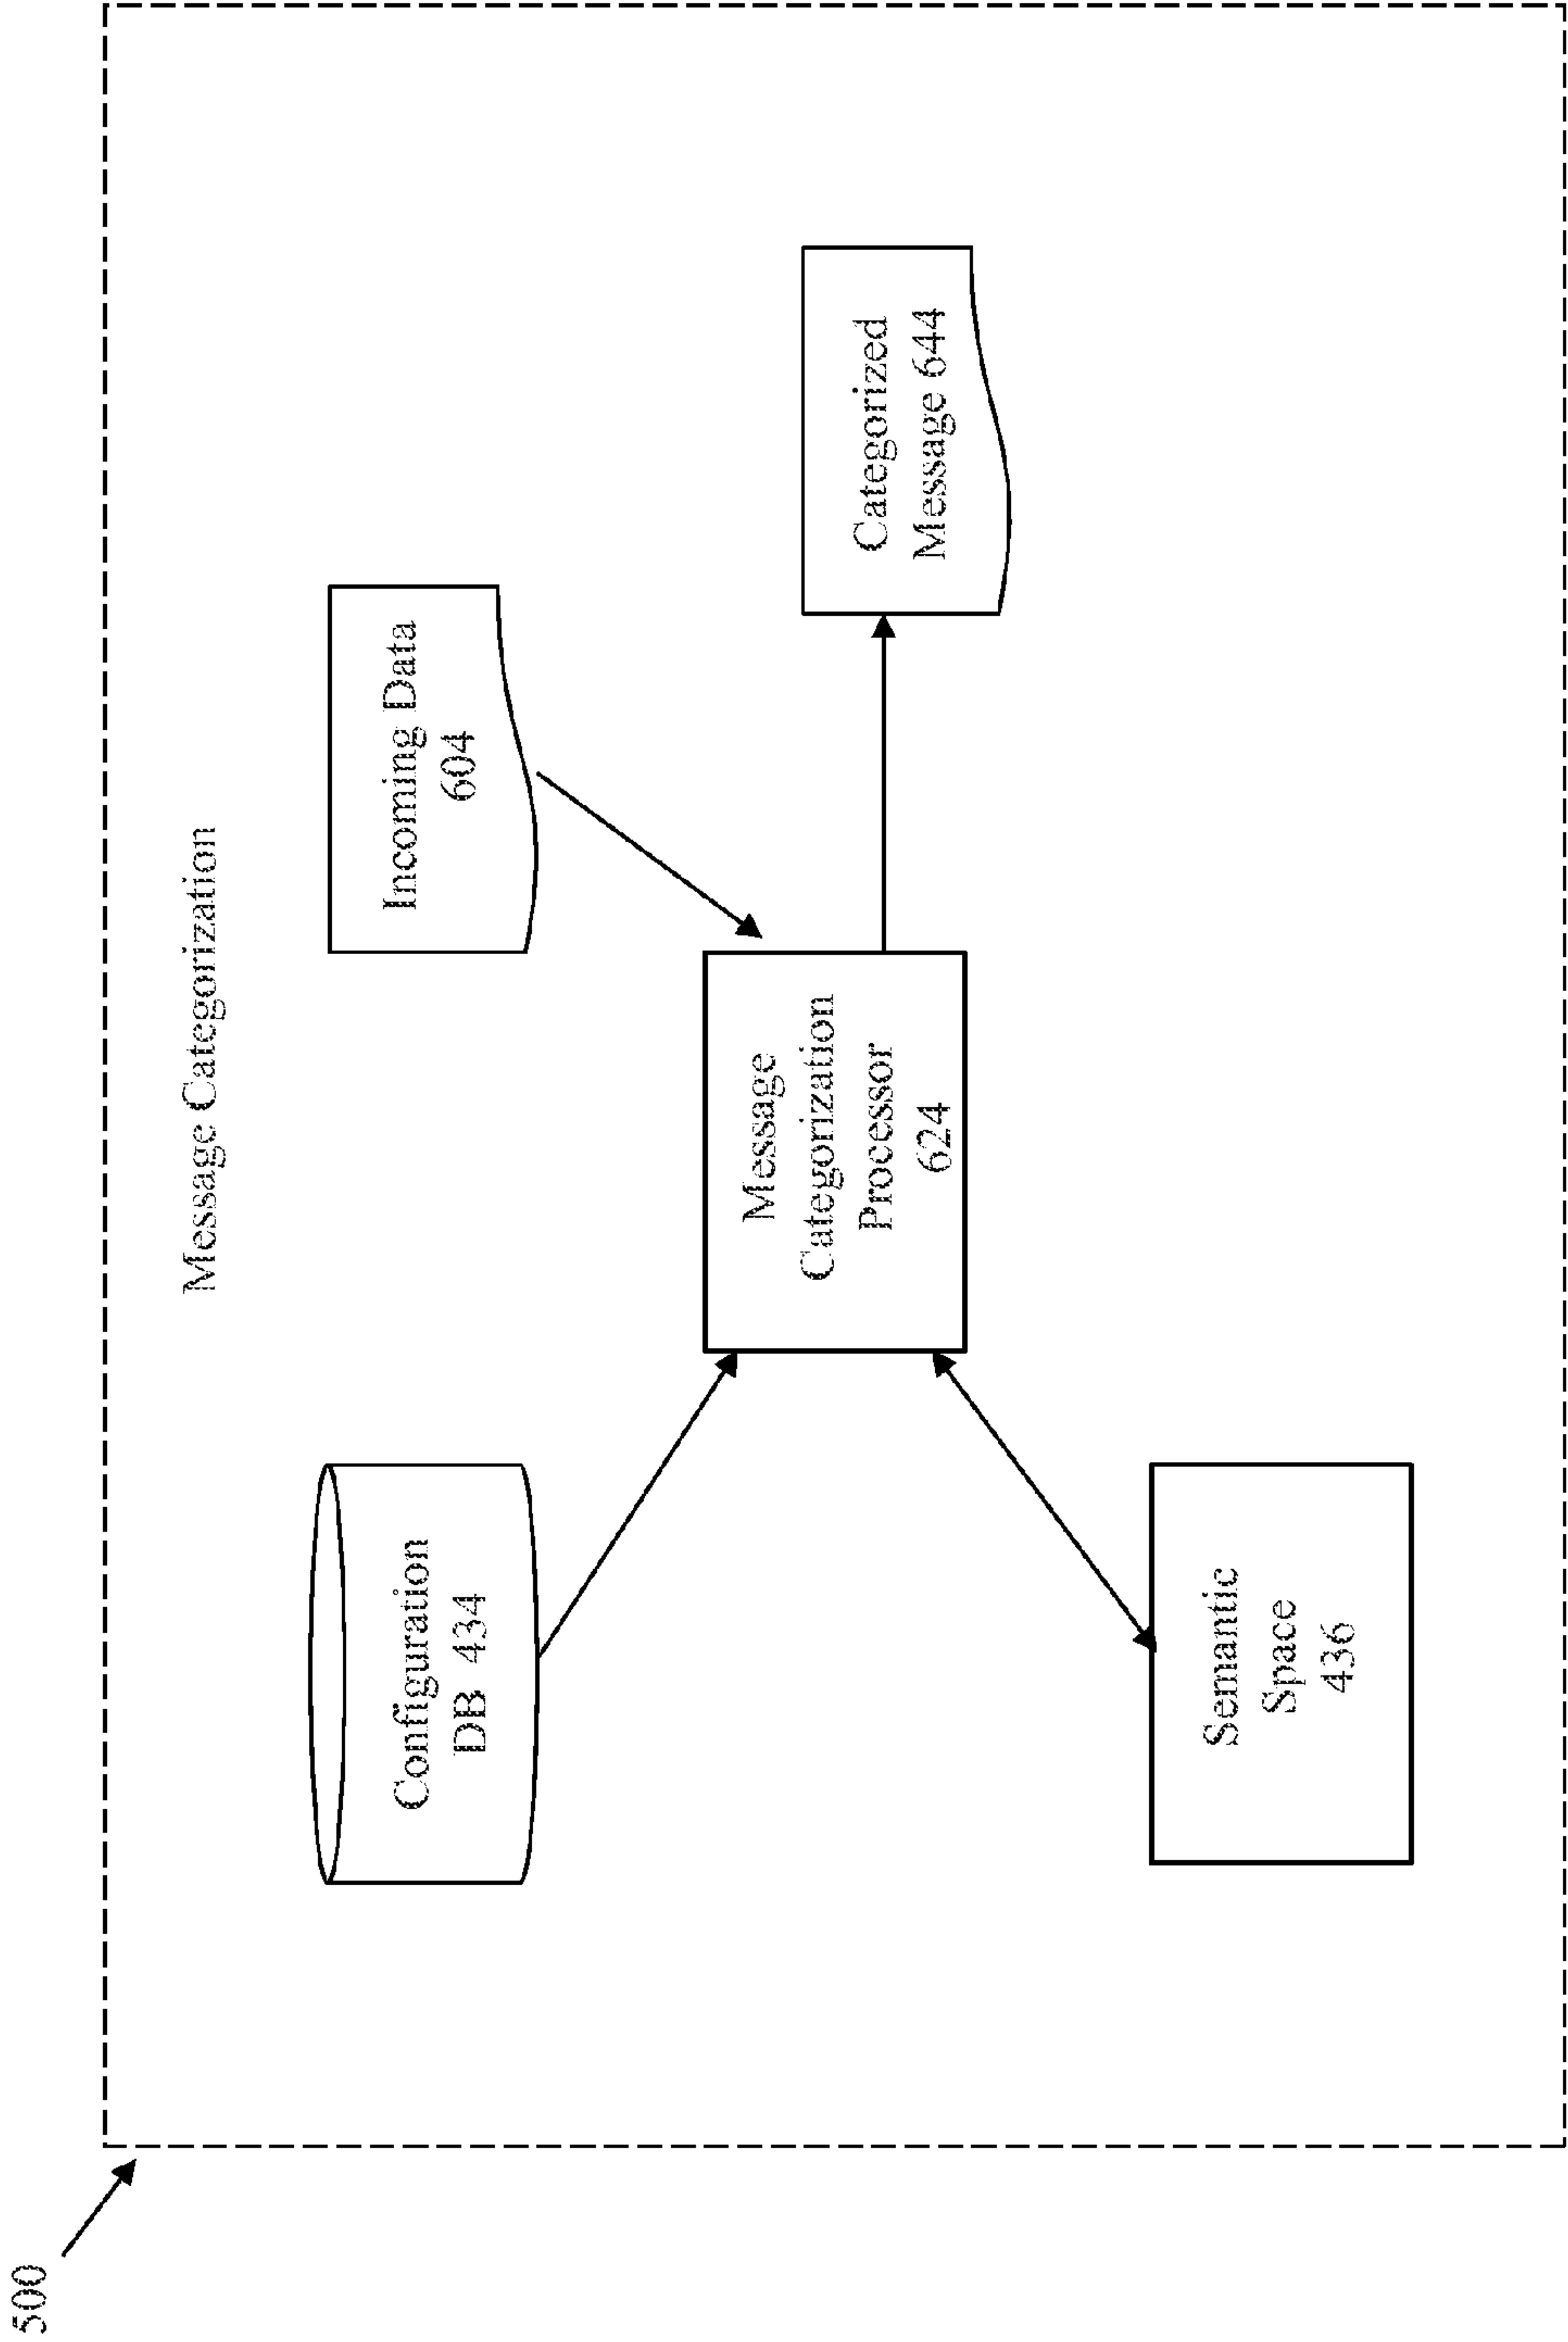 500
Message Categorization
Configuration
DB 434
Incoming Data
604
Message
Categorization
Processor
624
Categorized
Message 644
Semantic
Space
436